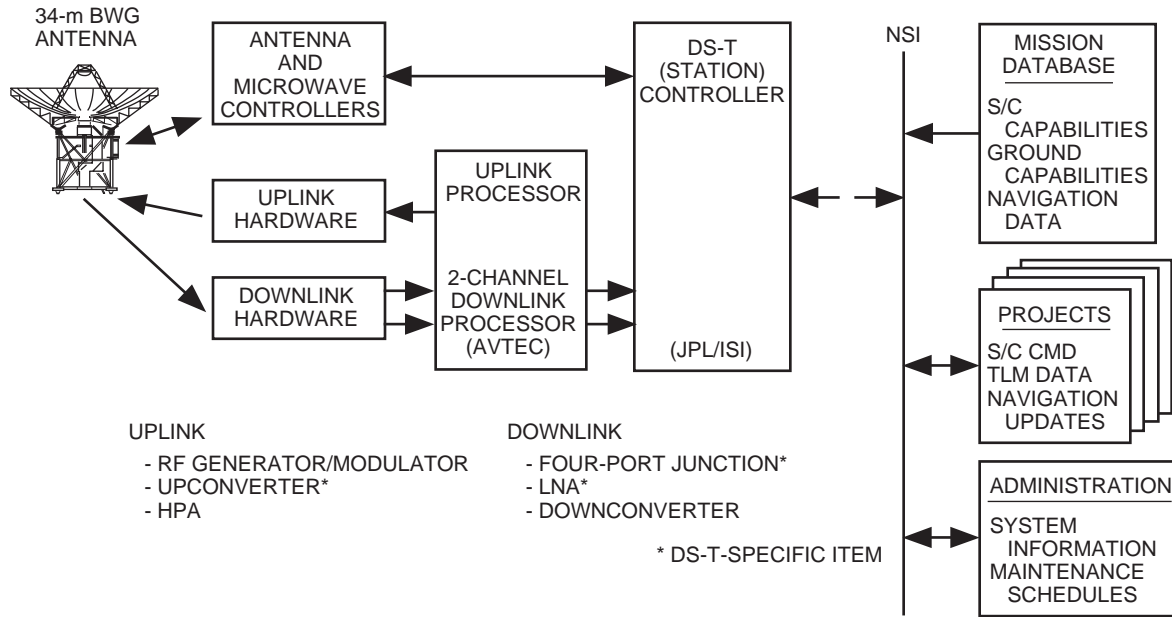 34-m BWG
ANTENNA
ANTENNA
AND
MICROWAVE
CONTROLLERS
UPLINK
HARDWARE
DOWNLINK
HARDWARE
UPLINK
PROCESSOR
2-CHANNEL
DOWNLINK
PROCESSOR
(AVTEC)
DS-T
(STATION)
CONTROLLER
(JPL/ISI)
NSI
MISSION
DATABASE
S/C
CAPABILITIES
GROUND
CAPABILITIES
NAVIGATION
DATA
PROJECTS
S/C CMD
TLM DATA
NAVIGATION
UPDATES
ADMINISTRATION
SYSTEM
INFORMATION
MAINTENANCE
SCHEDULES
UPLINK
- RF GENERATOR/MODULATOR
- UPCONVERTER*
- HPA
DOWNLINK
- FOUR-PORT JUNCTION*
- LNA*
- DOWNCONVERTER
* DS-T-SPECIFIC ITEM